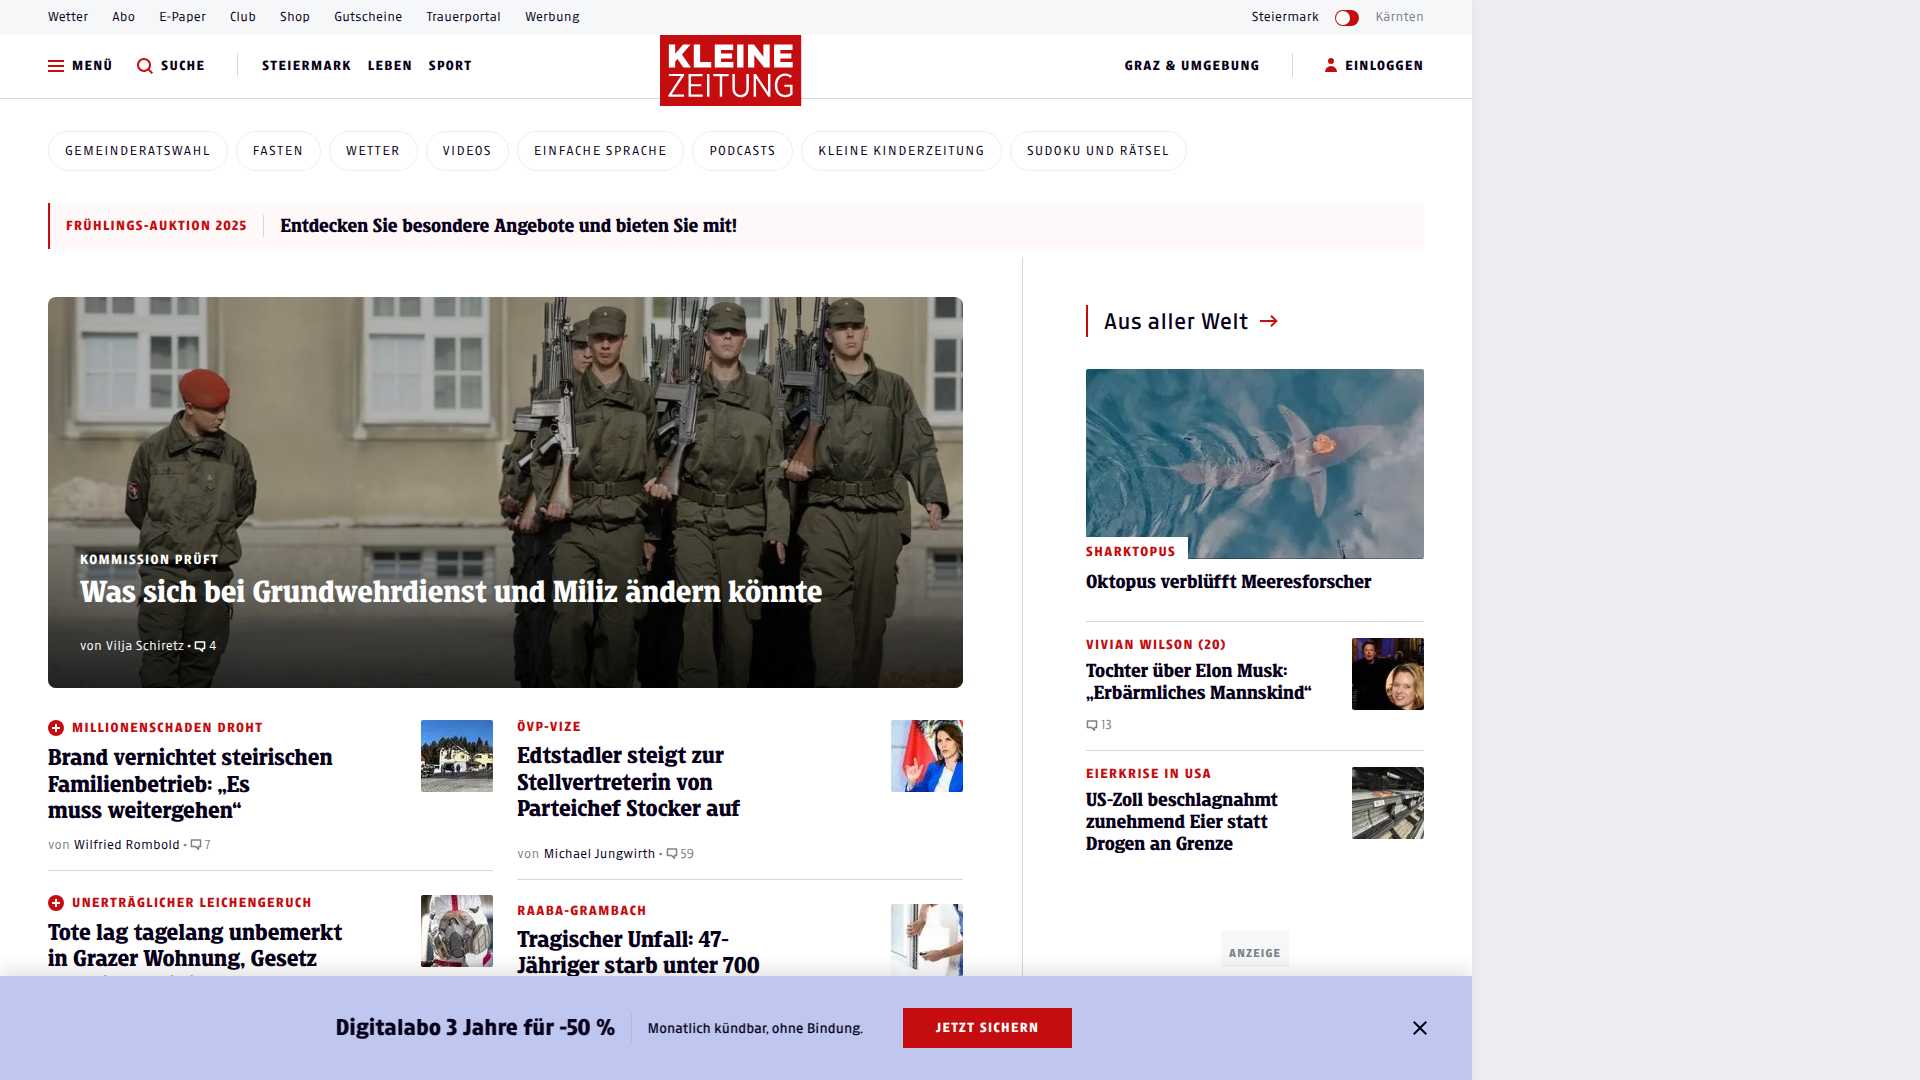 Wetter Abo E-Paper Club Shop Gutscheine Trauerportal Werbung Steiermark Kärnten
MENÜ SUCHE STEIERMARK LEBEN SPORT KLEINE ZEITUNG GRAZ & UMGEBUNG EINLOGGEN
GEMEINDERATSWAHL FASTEN WETTER VIDEOS EINFACHE SPRACHE PODCASTS KLEINE KINDERZEITUNG SUDOKU UND RÄTSEL
FRÜHLINGS-AUKTION 2025 Entdecken Sie besondere Angebote und bieten Sie mit!
KOMMISSION PRÜFT
Was sich bei Grundwehrdienst und Miliz ändern könnte
von Vilja Schiretz • 4
MILLIONENSCHADEN DROHT
Brand vernichtet steirischen
Familienbetrieb: „Es
muss weitergehen“
von Wilfried Rombold • 7
UNERTRÄGLICHER LEICHENGERUCH
Tote lag tagelang unbemerkt
in Grazer Wohnung, Gesetz
ÖVP-VIZE
Edtstadler steigt zur
Stellvertreterin von
Parteichef Stocker auf
von Michael Jungwirth • 59
RAABA-GRAMBACH
Tragischer Unfall: 47-
Jähriger starb unter 700
Aus aller Welt →
SHARKTOPUS
Oktopus verblüfft Meeresforscher
VIVIAN WILSON (20)
Tochter über Elon Musk:
„Erbärmliches Mannskind“
13
EIERKRISE IN USA
US-Zoll beschlagnahmt
zunehmend Eier statt
Drogen an Grenze
ANZEIGE
Digitalabo 3 Jahre für -50 % Monatlich kündbar, ohne Bindung. JETZT SICHERN